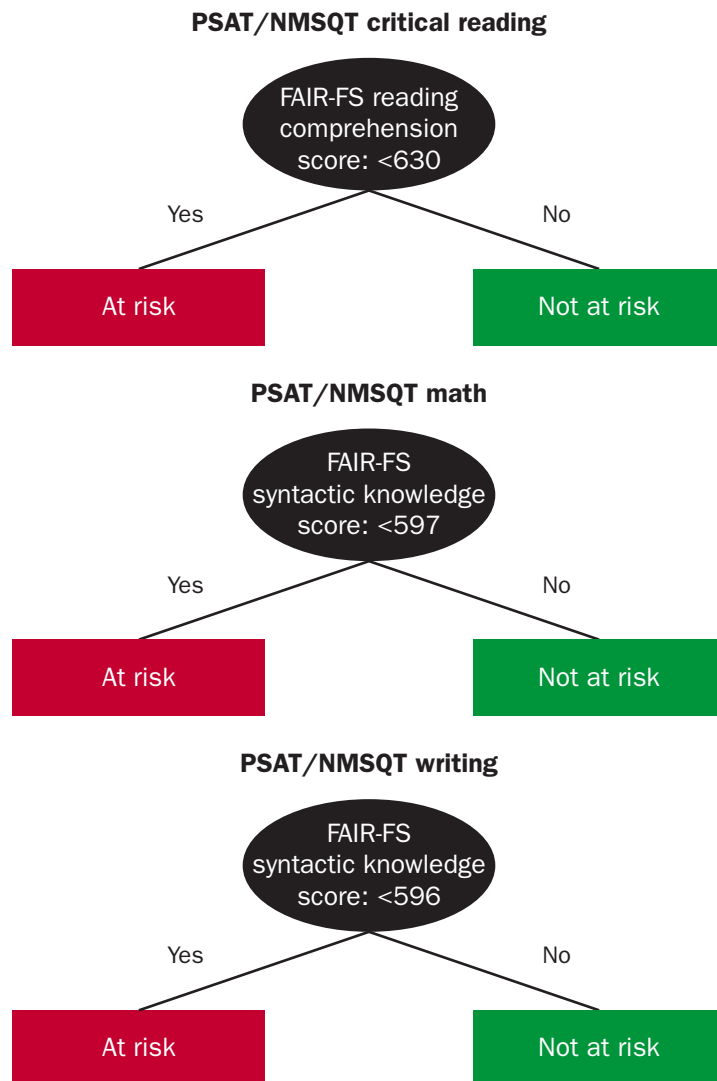 PSAT/NMSQT critical reading
FAIR-FS reading
comprehension
score: <630
Yes
No
At risk
Not at risk
PSAT/NMSQT math
FAIR-FS
syntactic knowledge
score: <597
Yes
No
At risk
Not at risk
PSAT/NMSQT writing
FAIR-FS
syntactic knowledge
score: <596
Yes
No
At risk
Not at risk